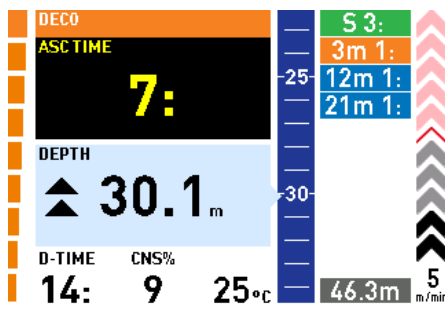 DECO
ASC TIME
7:
DEPTH
30.1 m
D-TIME CNS%
14: 9 25°C
25
30
S 3:
3m 1:
12m 1:
21m 1:
46.3m
5
m/min